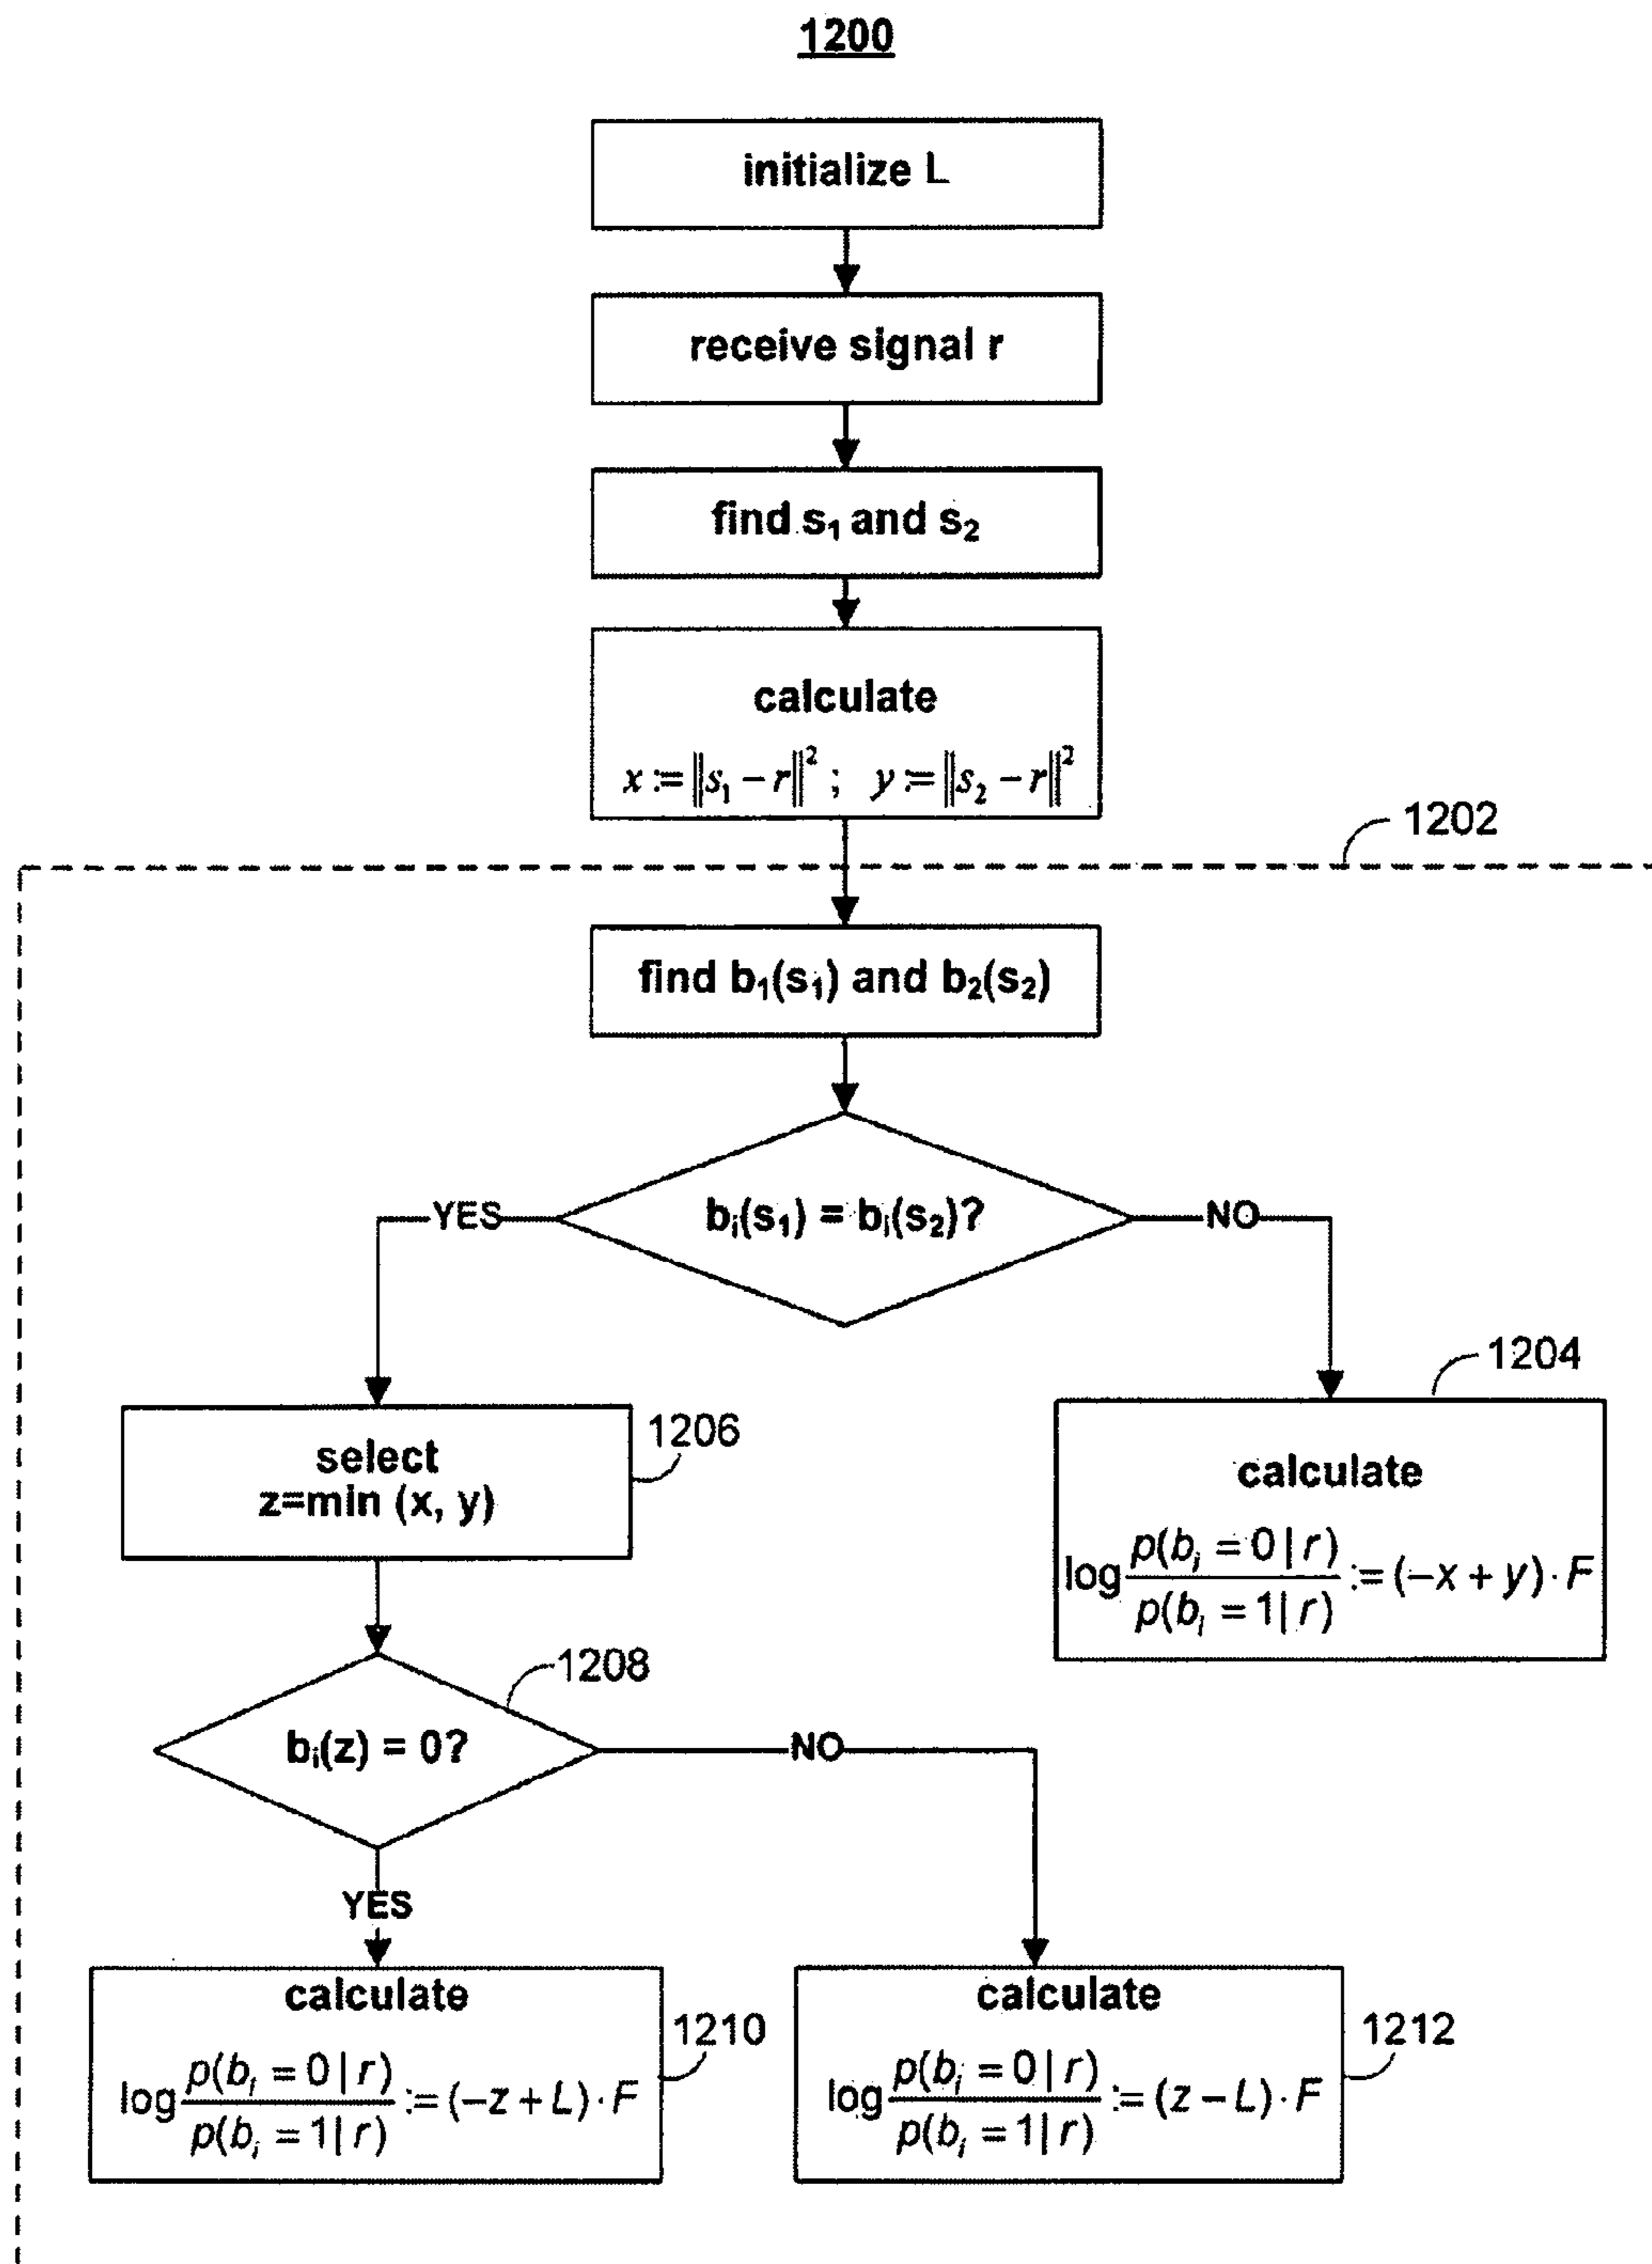 1200
initialize L
receive signal r
find s₁ and s₂
calculate
x := ‖s₁ − r‖² ; y := ‖s₂ − r‖²
1202
find b₁(s₁) and b₂(s₂)
bᵢ(s₁) = bᵢ(s₂)?
YES
NO
1204
calculate
log p(bᵢ = 0 | r) / p(bᵢ = 1 | r) := (−x + y) · F
1206
select
z=min (x, y)
1208
bᵢ(z) = 0?
NO
YES
calculate
log p(bᵢ = 0 | r) / p(bᵢ = 1 | r) := (−z + L) · F
1210
calculate
log p(bᵢ = 0 | r) / p(bᵢ = 1 | r) := (z − L) · F
1212